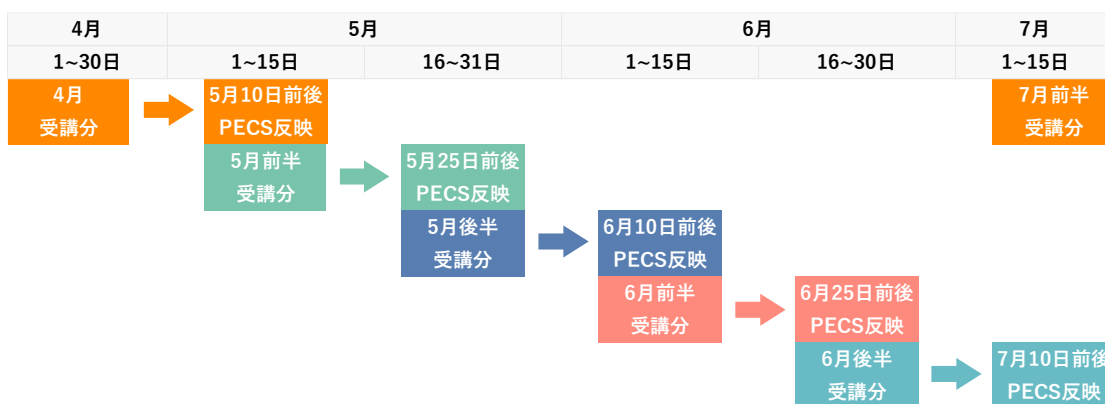 4月 5月 6月 7月
1~30日 1~15日 16~31日 1~15日 16~30日 1~15日
4月
受講分
5月10日前後
PECS反映
7月前半
受講分
5月前半
受講分
5月25日前後
PECS反映
5月後半
受講分
6月10日前後
PECS反映
6月前半
受講分
6月25日前後
PECS反映
6月後半
受講分
7月10日前後
PECS反映